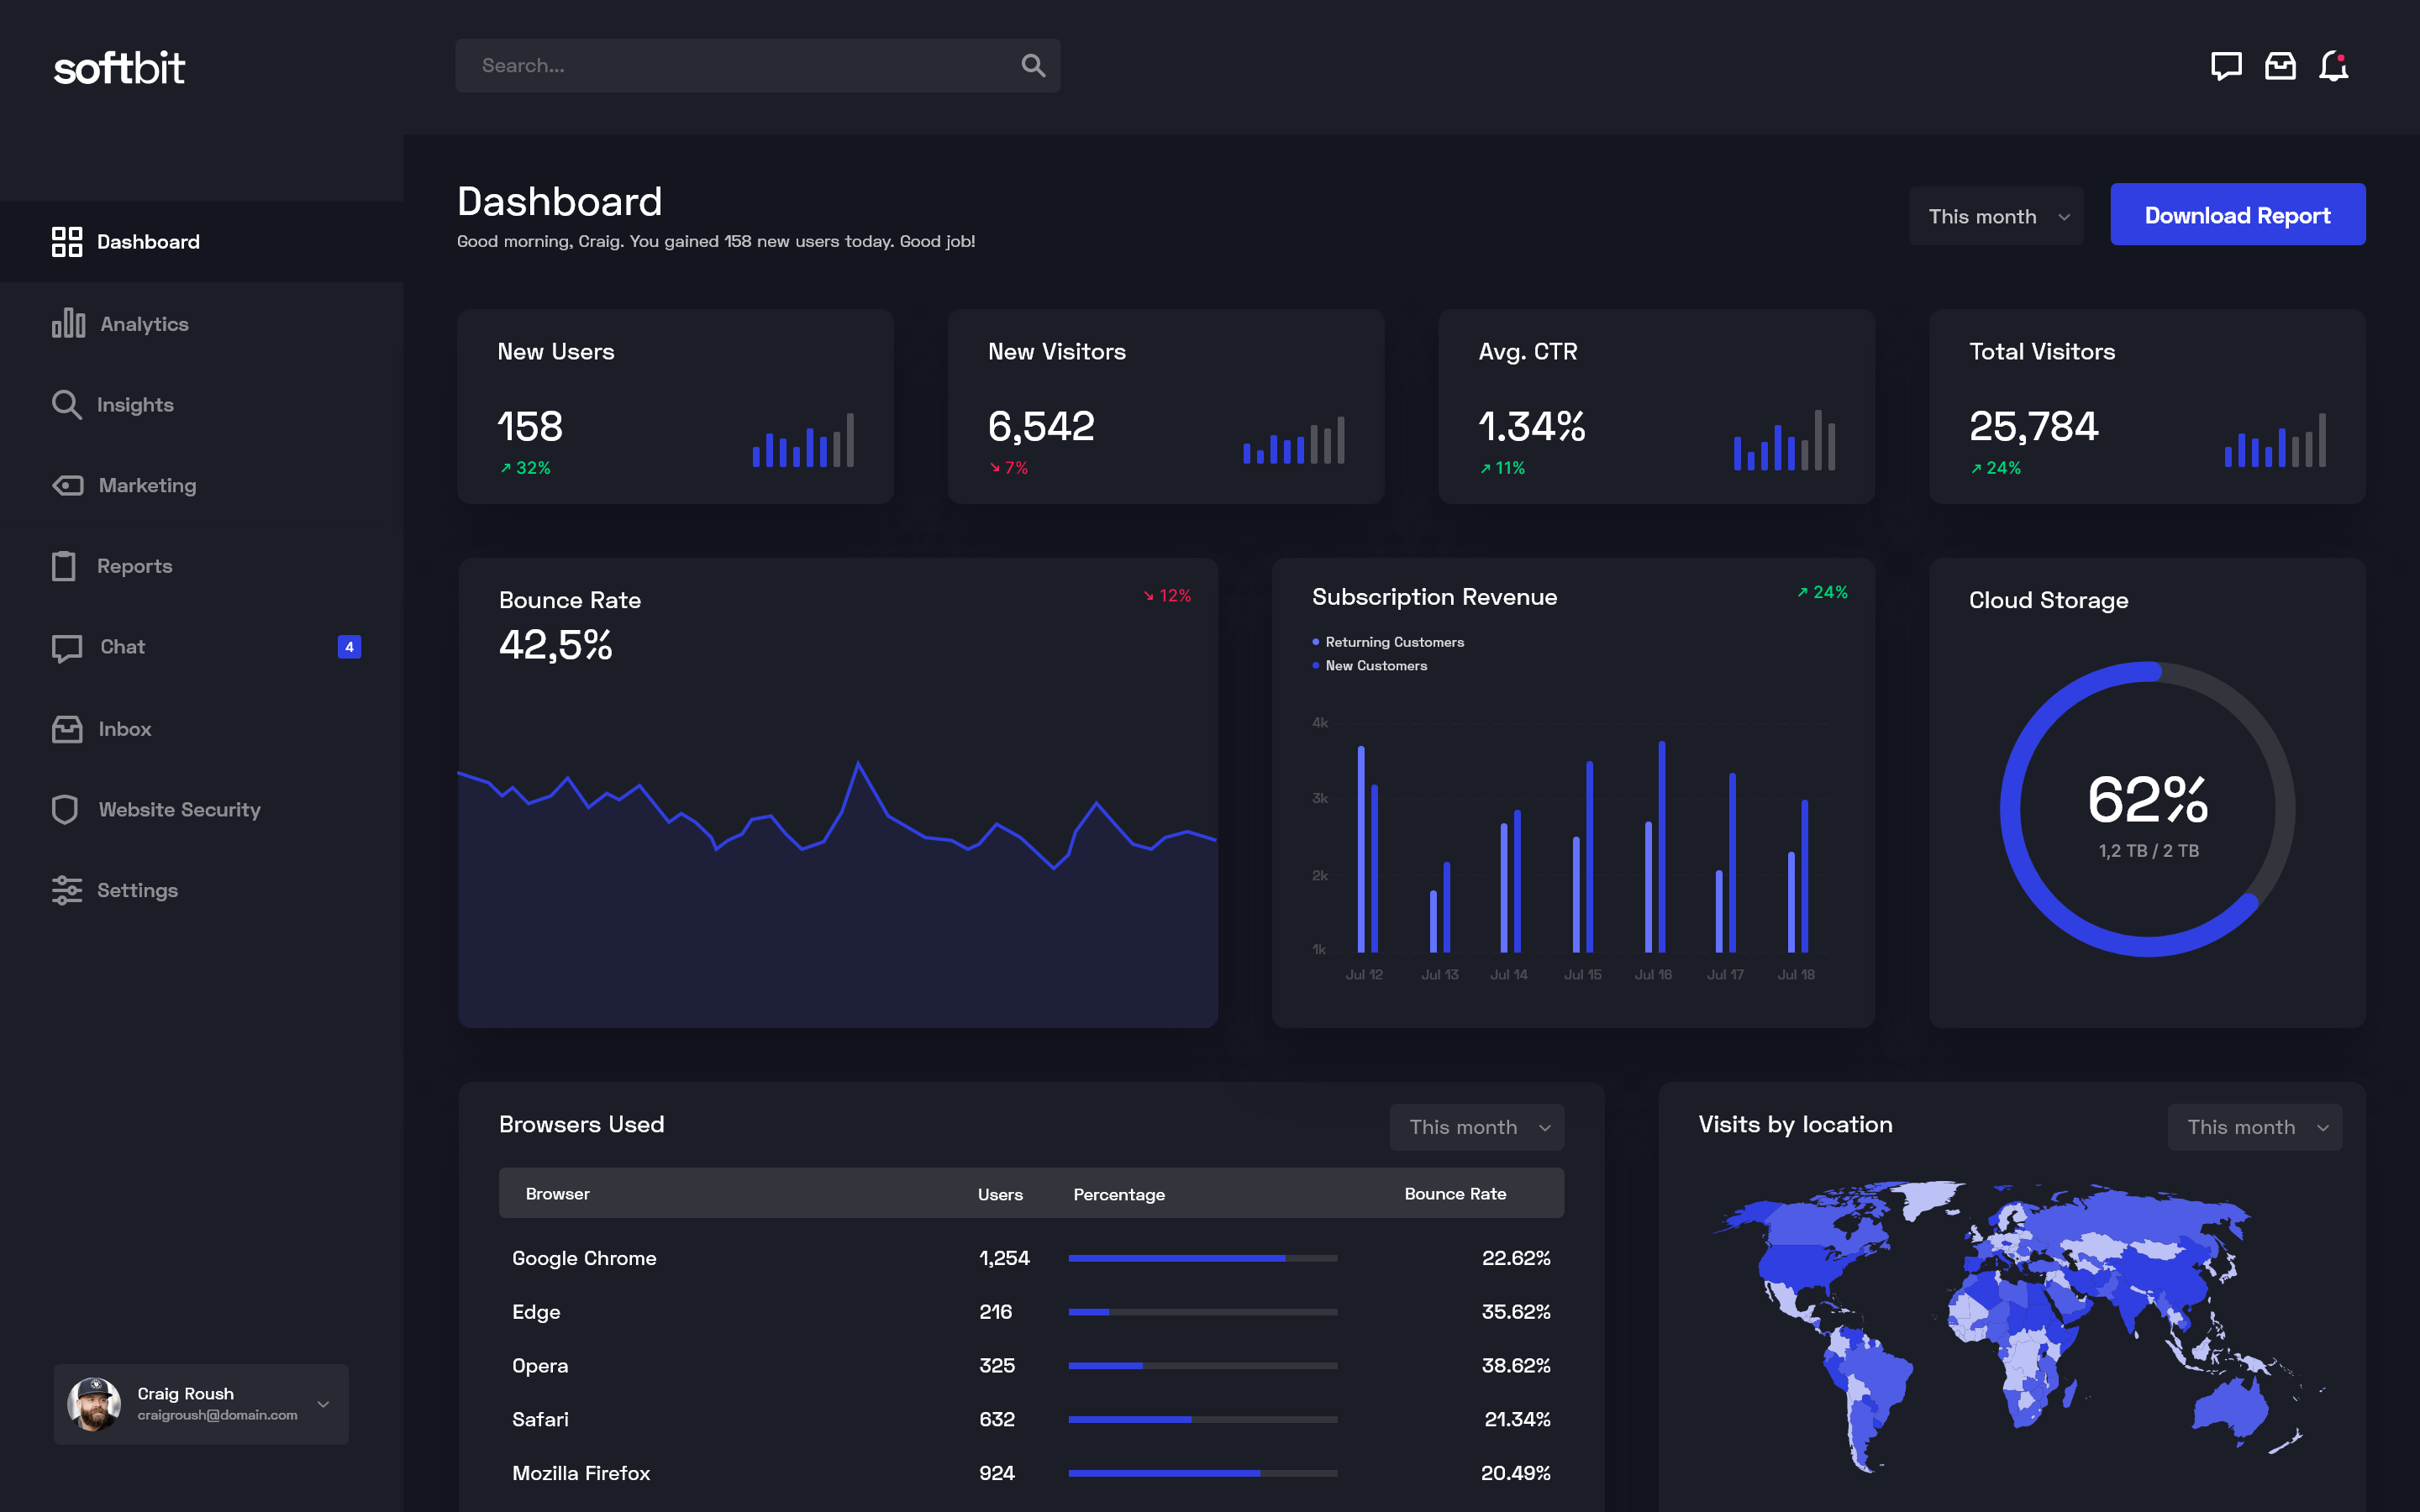 softbit
Search...
Dashboard
Analytics
Insights
Marketing
Reports
Chat
4
Inbox
Website Security
Settings
Craig Roush
craigroush@domain.com
Dashboard
Good morning, Craig. You gained 158 new users today. Good job!
This month
Download Report
New Users
158
32%
New Visitors
6,542
7%
Avg. CTR
1.34%
11%
Total Visitors
25,784
24%
Bounce Rate
12%
42,5%
Subscription Revenue
24%
Returning Customers
New Customers
4k
3k
2k
1k
Jul 12 Jul 13 Jul 14 Jul 15 Jul 16 Jul 17 Jul 18
Cloud Storage
62%
1,2 TB / 2 TB
Browsers Used
This month
Browser Users Percentage Bounce Rate
Google Chrome 1,254 22.62%
Edge 216 35.62%
Opera 325 38.62%
Safari 632 21.34%
Mozilla Firefox 924 20.49%
Visits by location
This month